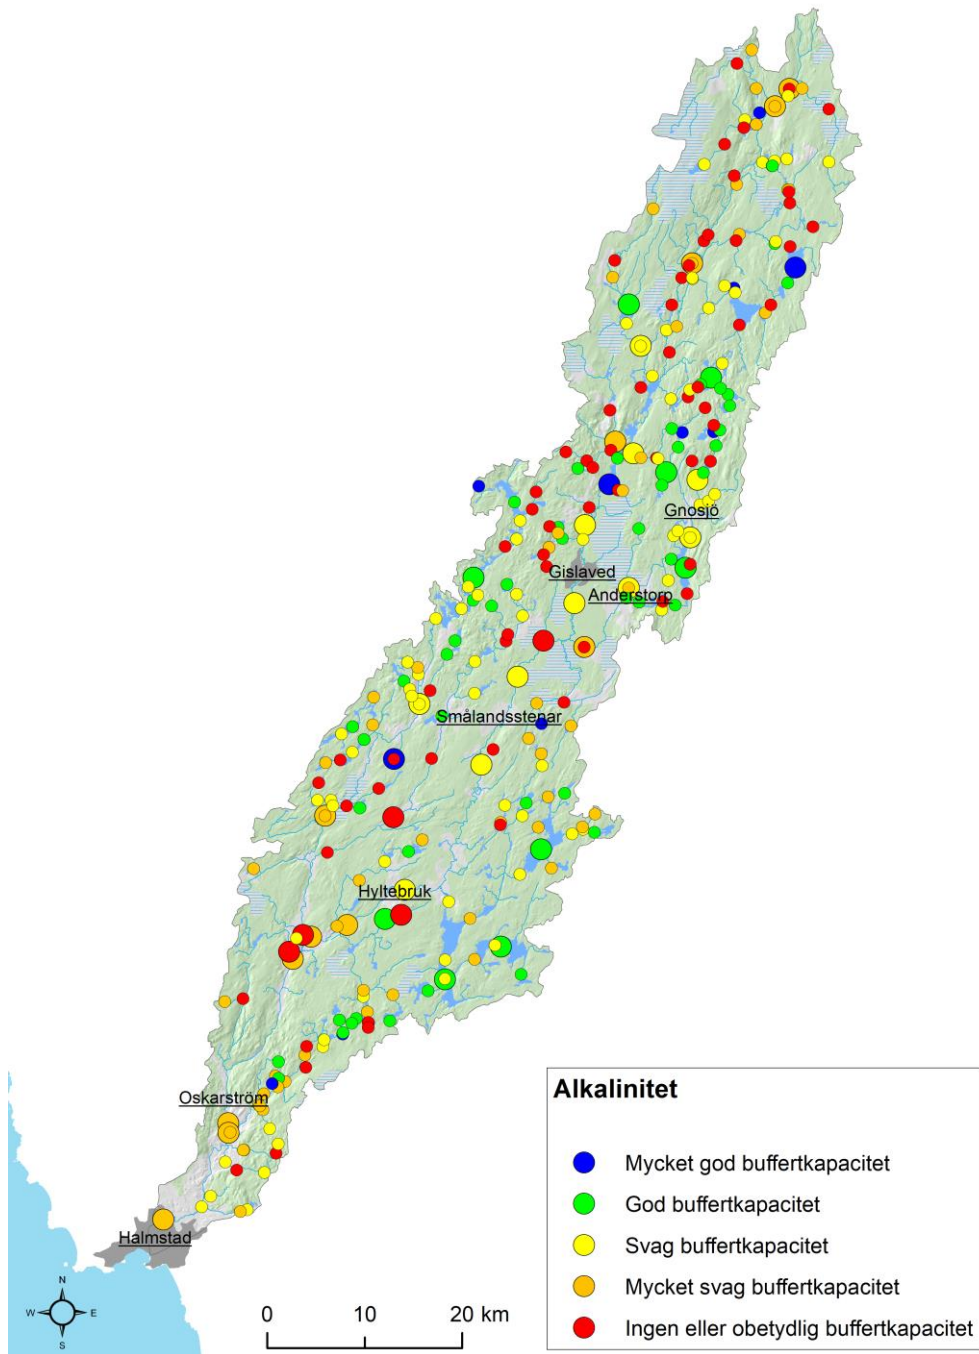 Gnosjö
Gislaved
Anderstorp
Smålandsstenar
Hyltebruk
Oskarström
Halmstad
Alkalinitet
Mycket god buffertkapacitet
God buffertkapacitet
Svag buffertkapacitet
Mycket svag buffertkapacitet
Ingen eller obetydlig buffertkapacitet
N
W E
S
0 10 20 km